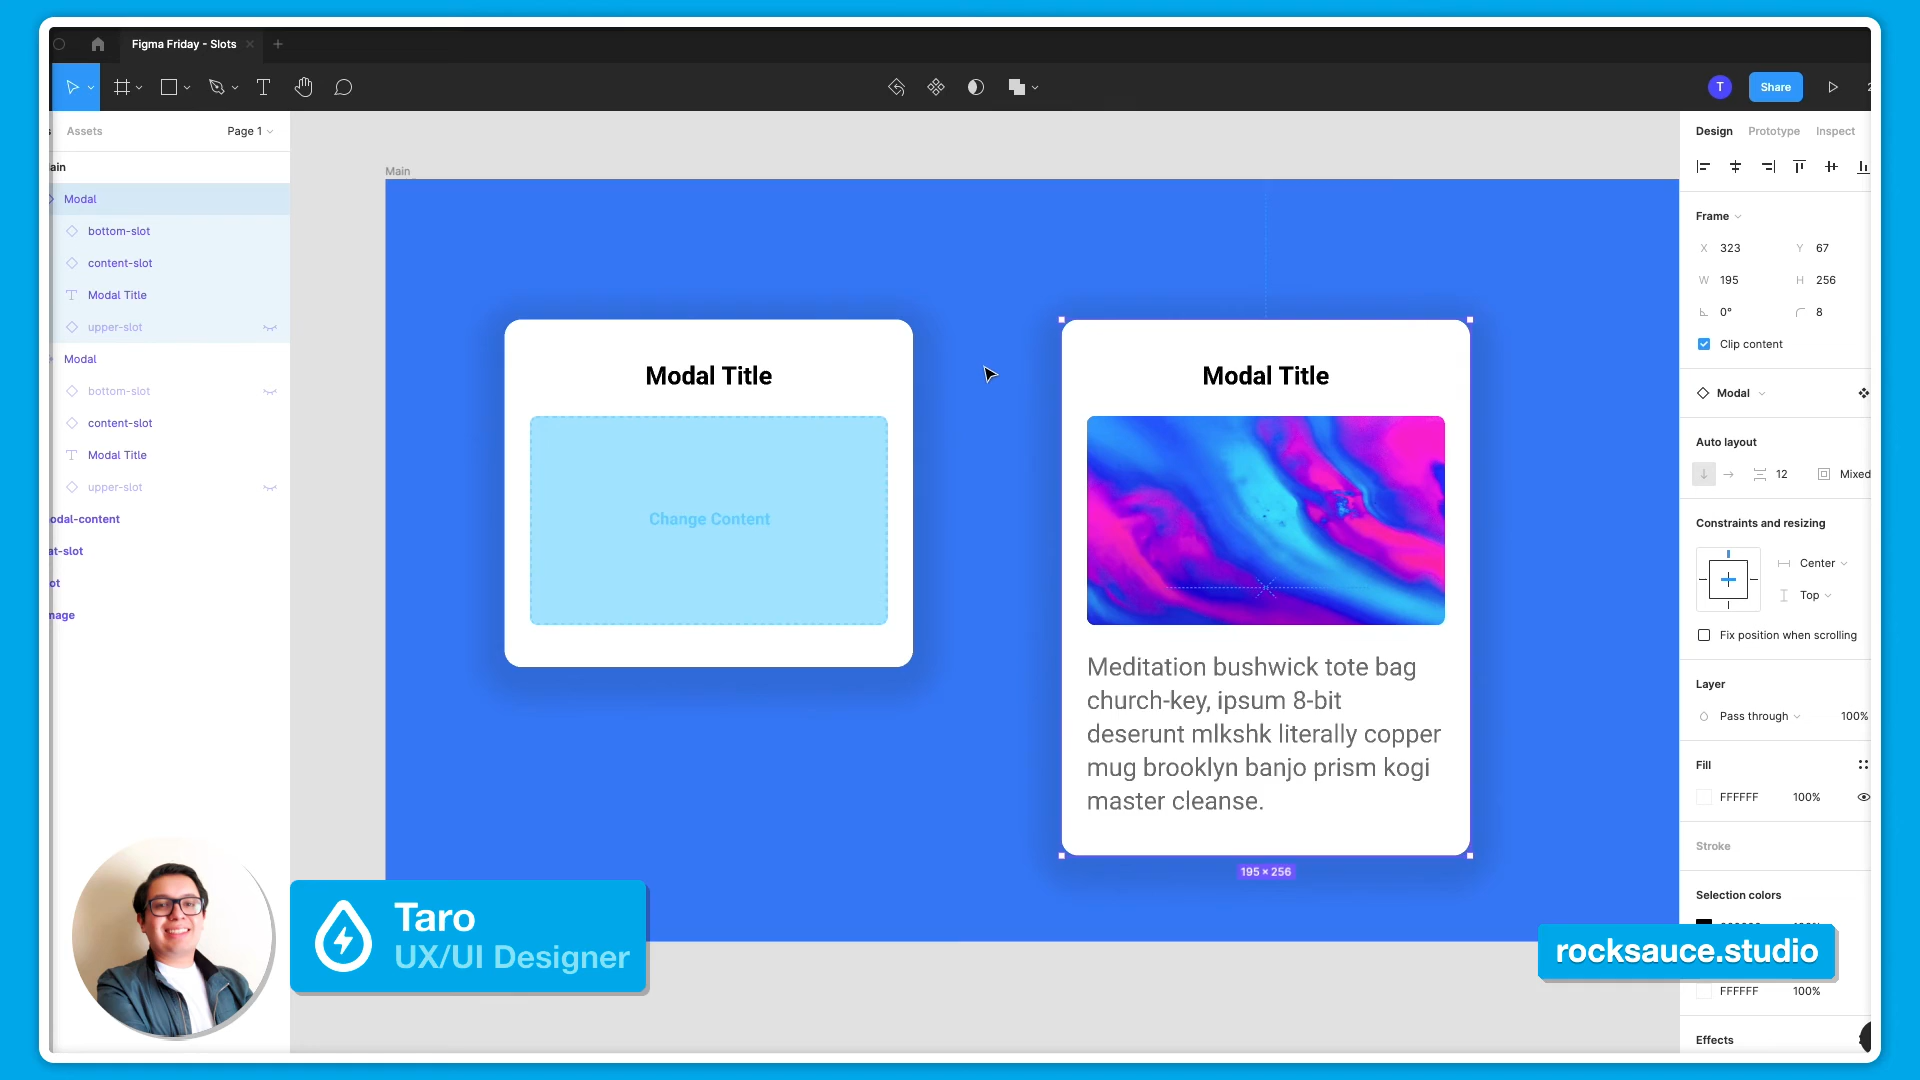 Figma Friday - Slots
T
Share
Assets
Page 1
Design
Prototype
Inspect
ain
Modal
bottom-slot
content-slot
Modal Title
upper-slot
Modal
bottom-slot
content-slot
Modal Title
upper-slot
odal-content
at-slot
ot
mage
Main
Modal Title
Change Content
Modal Title
Meditation bushwick tote bag
church-key, ipsum 8-bit
deserunt mlkshk literally copper
mug brooklyn banjo prism kogi
master cleanse.
195 × 256
Frame
X 323
Y 67
W 195
H 256
0°
8
Clip content
Modal
Auto layout
12
Mixed
Constraints and resizing
Center
Top
Fix position when scrolling
Layer
Pass through
100%
Fill
FFFFFF
100%
Stroke
Selection colors
FFFFFF
100%
Effects
Taro
UX/UI Designer
rocksauce.studio